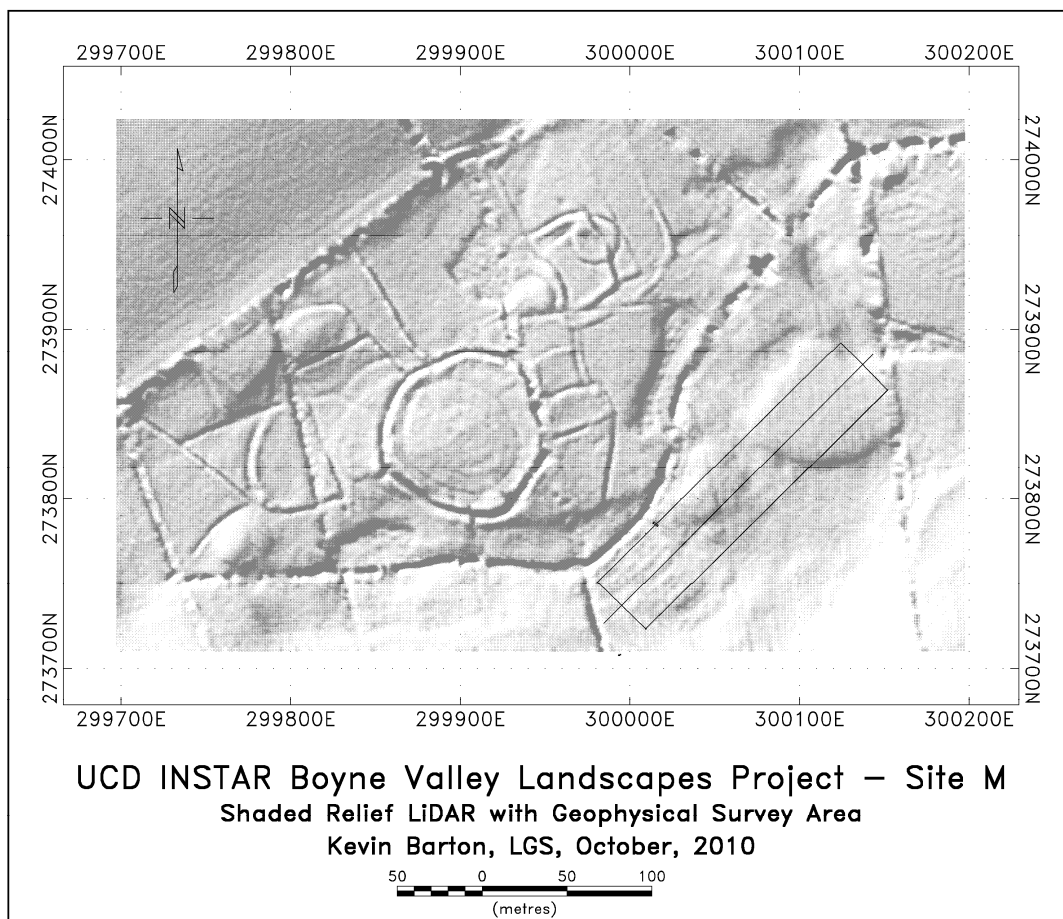 299700E 299800E 299900E 300000E 300100E 300200E
274000N 274000N
N
273900N 273900N
273800N 273800N
273700N 273700N
299700E 299800E 299900E 300000E 300100E 300200E
UCD INSTAR Boyne Valley Landscapes Project – Site M
Shaded Relief LiDAR with Geophysical Survey Area
Kevin Barton, LGS, October, 2010
50 0 50 100
(metres)